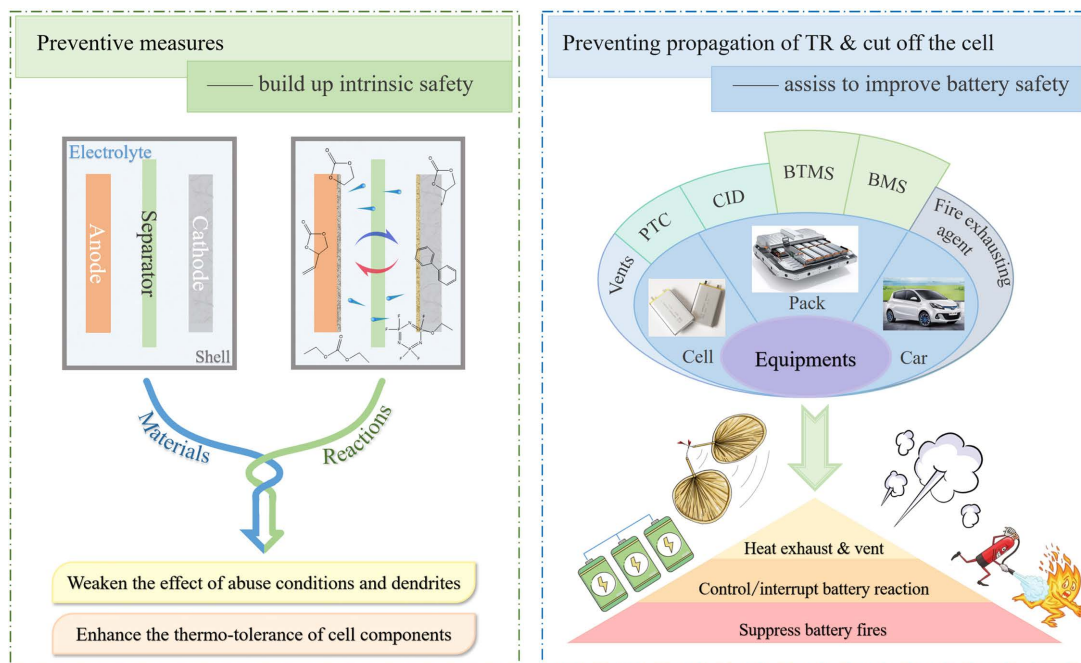 Preventive measures
—— build up intrinsic safety
Electrolyte
Anode
Separator
Cathode
Shell
Materials
Reactions
Weaken the effect of abuse conditions and dendrites
Enhance the thermo-tolerance of cell components
Preventing propagation of TR & cut off the cell
—— assiss to improve battery safety
Vents
PTC
CID
BTMS
BMS
Fire exhausting
agent
Cell
Pack
Car
Equipments
Heat exhaust & vent
Control/interrupt battery reaction
Suppress battery fires